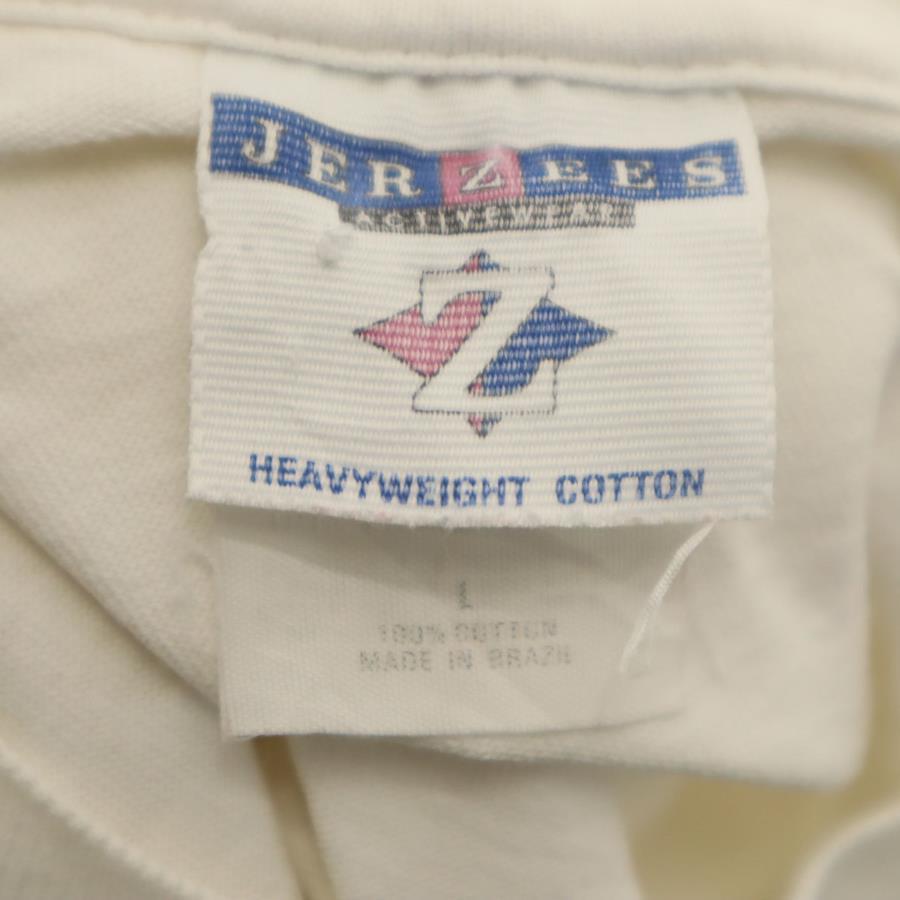 JERZEES
ACTIVEWEAR
Z
HEAVYWEIGHT COTTON
L
100% COTTON
MADE IN BRAZIL